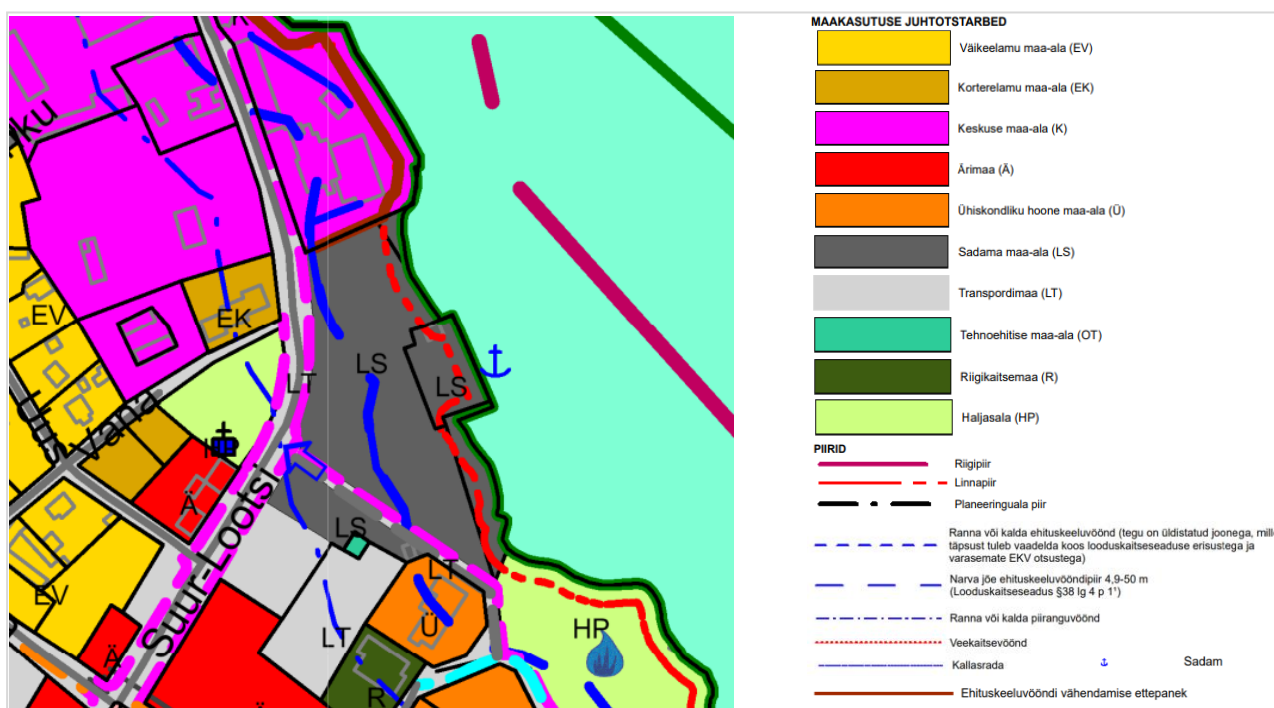 MAAKASUTUSE JUHTOTSTARBED
Väikeelamu maa-ala (EV)
Korterelamu maa-ala (EK)
Keskuse maa-ala (K)
Ärimaa (Ä)
Ühiskondliku hoone maa-ala (Ü)
Sadama maa-ala (LS)
Transpordimaa (LT)
Tehnoehitise maa-ala (OT)
Riigikaitsemaa (R)
Haljasala (HP)
PIIRID
Riigipiir
Linnapiir
Planeeringuala piir
Ranna või kalda ehituskeeluvöönd (tegu on üldistatud joonega, mill
täpsust tuleb vaadelda koos looduskaitseseaduse erisustega ja
varasemate EKV otsustega)
Narva jõe ehituskeeluvööndipiir 4,9-50 m
(Looduskaitseseadus §38 lg 4 p 1¹)
Ranna või kalda piiranguvöönd
Veekaitsevöönd
Kallasrada
Sadam
Ehituskeeluvööndi vähendamise ettepanek
K
EV
EK
LT
LS
LS
Vana
Ä
Suur-Lootsi
LS
LT
EV
Ü
HP
LT
Ä
R